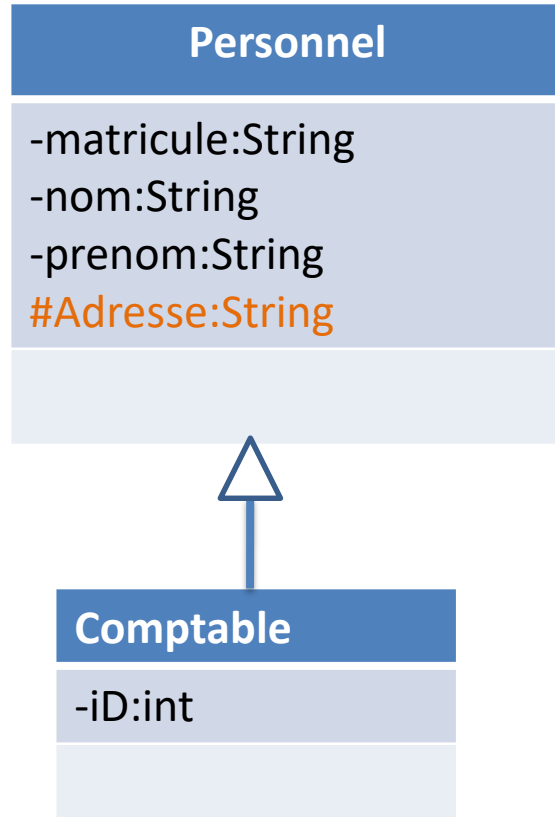 Personnel
-matricule:String
-nom:String
-prenom:String
#Adresse:String
Comptable
-iD:int